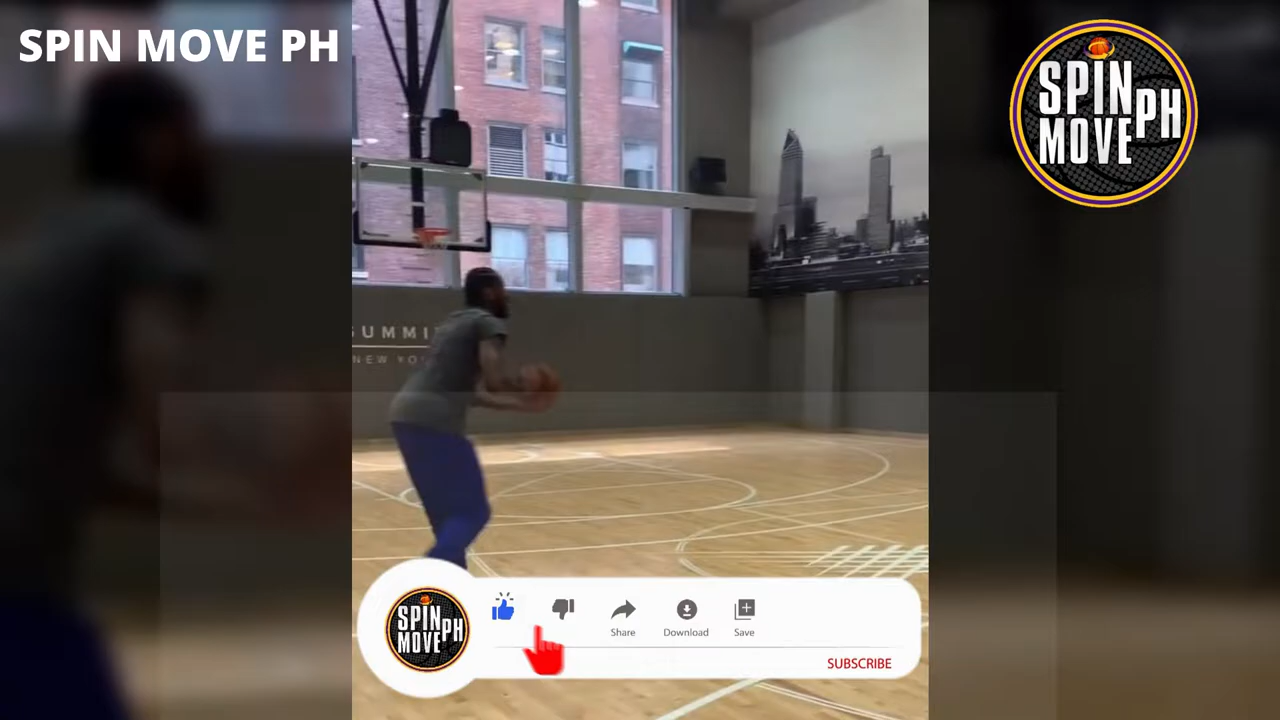 SPIN MOVE PH
SPIN
MOVE
PH
SUMMI
NEW YO
SPIN
MOVE
PH
Share
Download
Save
SUBSCRIBE